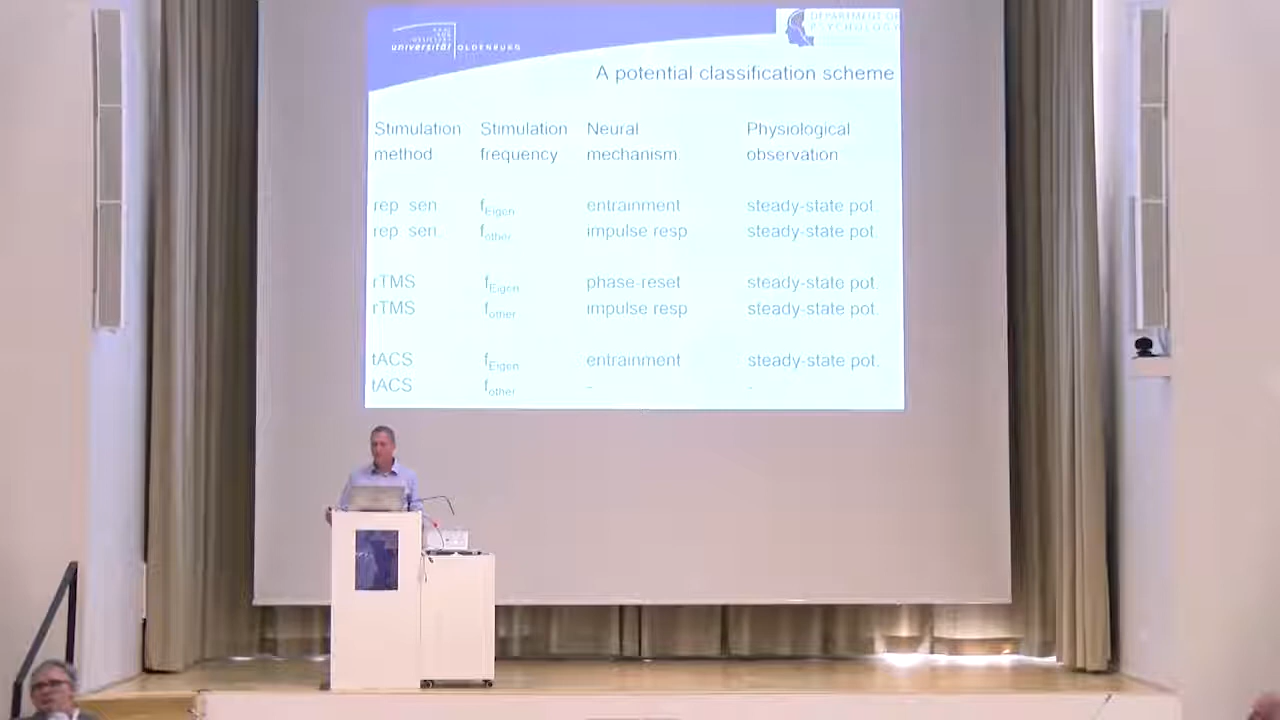 universität OLDENBURG
DEPARTMENT OF
PSYCHOLOGY
A potential classification scheme
Stimulation Stimulation Neural Physiological
method frequency mechanism observation
rep sen fEigen entrainment steady-state pot.
rep sen. fother impulse resp steady-state pot.
rTMS fEigen phase-reset steady-state pot.
rTMS fother impulse resp steady-state pot.
tACS fEigen entrainment steady-state pot.
tACS fother - -